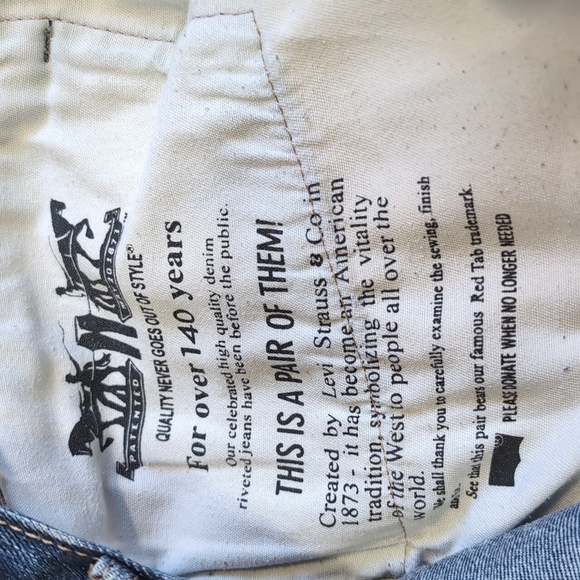 PATENTED
QUALITY NEVER GOES OUT OF STYLE®
For over 140 years
Our celebrated high quality denim
riveted jeans have been before the public.
THIS IS A PAIR OF THEM!
Created by Levi Strauss & Co in
1873 - it has become an American
tradition, symbolizing the vitality
of the West to people all over the
world.
We shall thank you to carefully examine the sewing, finish
See that this pair bears our famous Red Tab trademark.
PLEASE DONATE WHEN NO LONGER NEEDED